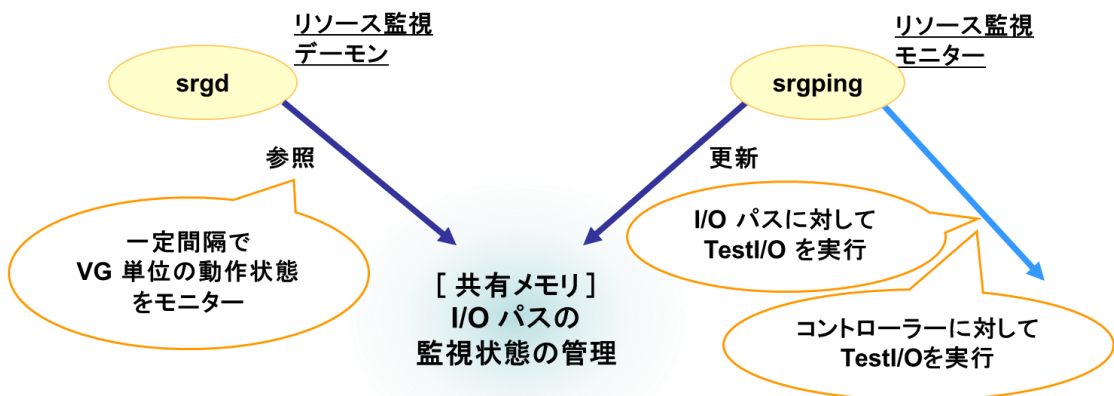 リソース監視
デーモン
srgd
参照
一定間隔で
VG 単位の動作状態
をモニター
リソース監視
モニター
srgping
更新
I/O パスに対して
TestI/O を実行
コントローラーに対して
TestI/Oを実行
[ 共有メモリ ]
I/O パスの
監視状態の管理